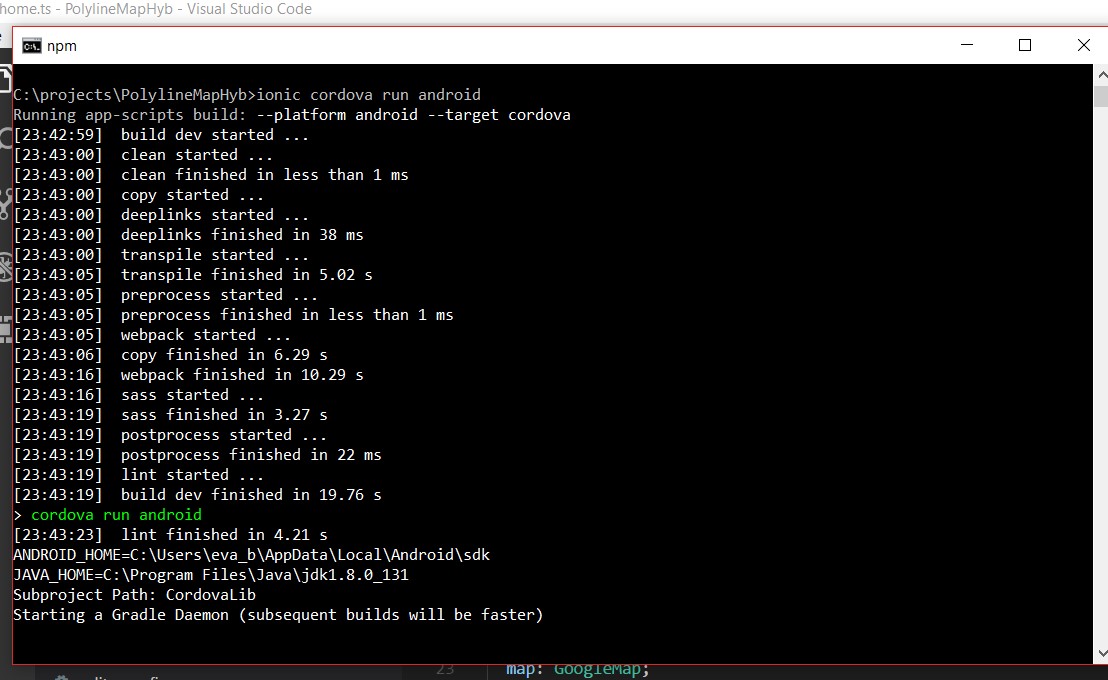 home.ts - PolylineMapHyb - Visual Studio Code
npm
C:\projects\PolylineMapHyb>ionic cordova run android
Running app-scripts build: --platform android --target cordova
[23:42:59]  build dev started ...
[23:43:00]  clean started ...
[23:43:00]  clean finished in less than 1 ms
[23:43:00]  copy started ...
[23:43:00]  deeplinks started ...
[23:43:00]  deeplinks finished in 38 ms
[23:43:00]  transpile started ...
[23:43:05]  transpile finished in 5.02 s
[23:43:05]  preprocess started ...
[23:43:05]  preprocess finished in less than 1 ms
[23:43:05]  webpack started ...
[23:43:06]  copy finished in 6.29 s
[23:43:16]  webpack finished in 10.29 s
[23:43:16]  sass started ...
[23:43:19]  sass finished in 3.27 s
[23:43:19]  postprocess started ...
[23:43:19]  postprocess finished in 22 ms
[23:43:19]  lint started ...
[23:43:19]  build dev finished in 19.76 s
> cordova run android
[23:43:23]  lint finished in 4.21 s
ANDROID_HOME=C:\Users\eva_b\AppData\Local\Android\sdk
JAVA_HOME=C:\Program Files\Java\jdk1.8.0_131
Subproject Path: CordovaLib
Starting a Gradle Daemon (subsequent builds will be faster)
23 map: GoogleMap;